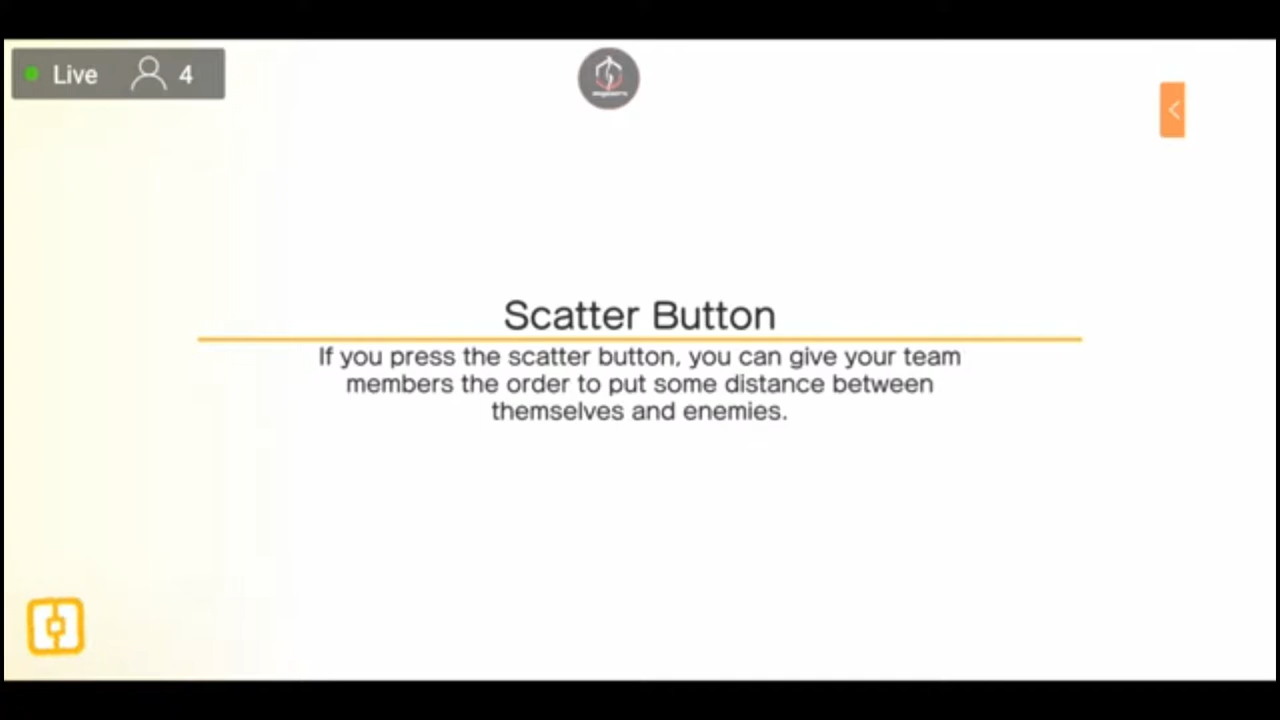 Live 4
Scatter Button
If you press the scatter button, you can give your team
members the order to put some distance between
themselves and enemies.